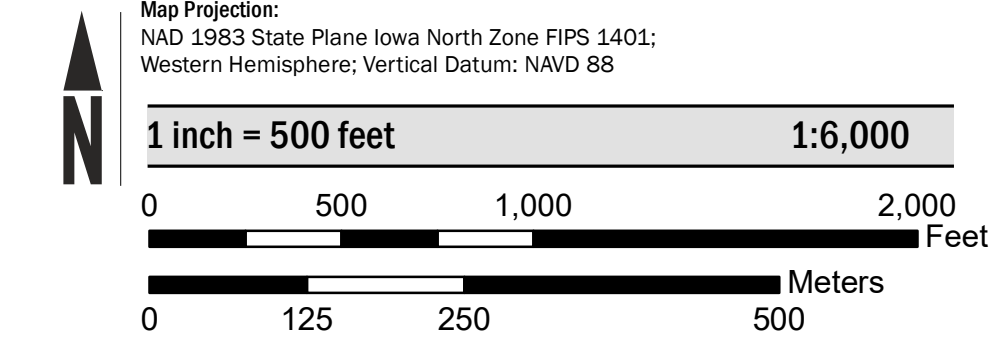 Map Projection:
NAD 1983 State Plane Iowa North Zone FIPS 1401;
Western Hemisphere; Vertical Datum: NAVD 88
N
1 inch = 500 feet 1:6,000
0 500 1,000 2,000
Feet
Meters
0 125 250 500